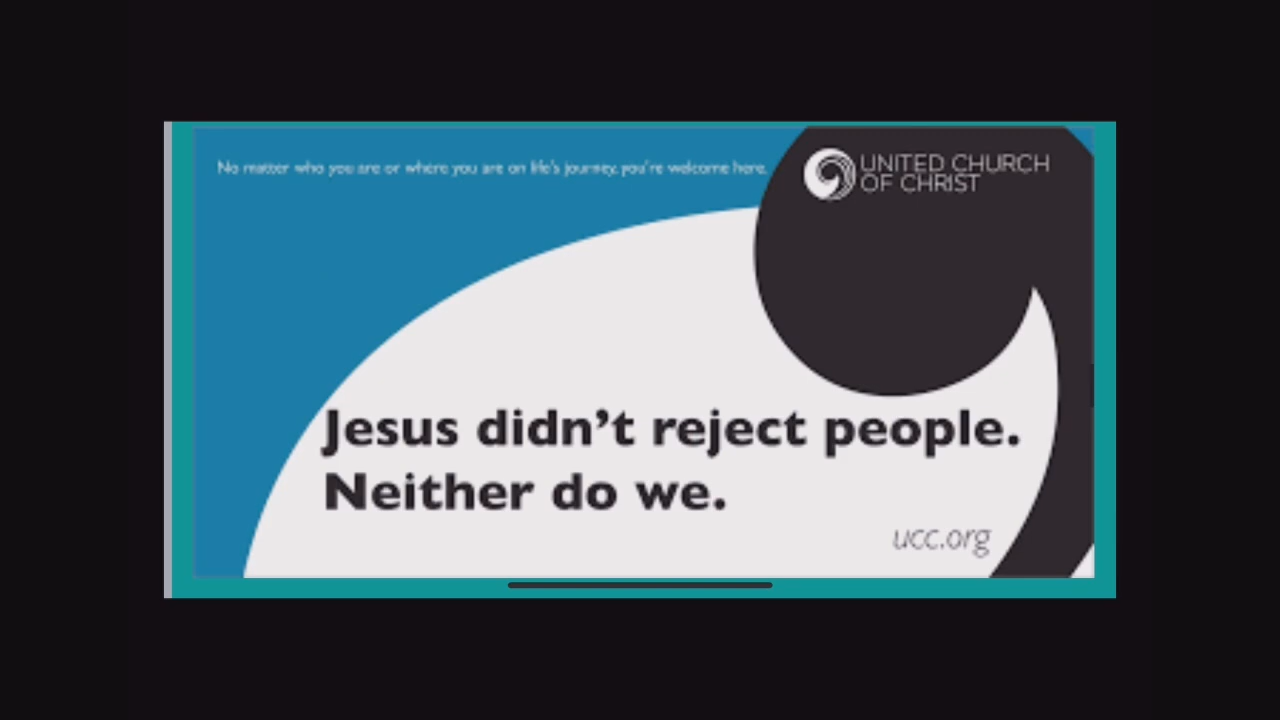 No matter who you are or where you are on life's journey, you're welcome here.
UNITED CHURCH
OF CHRIST
Jesus didn’t reject people.
Neither do we.
ucc.org